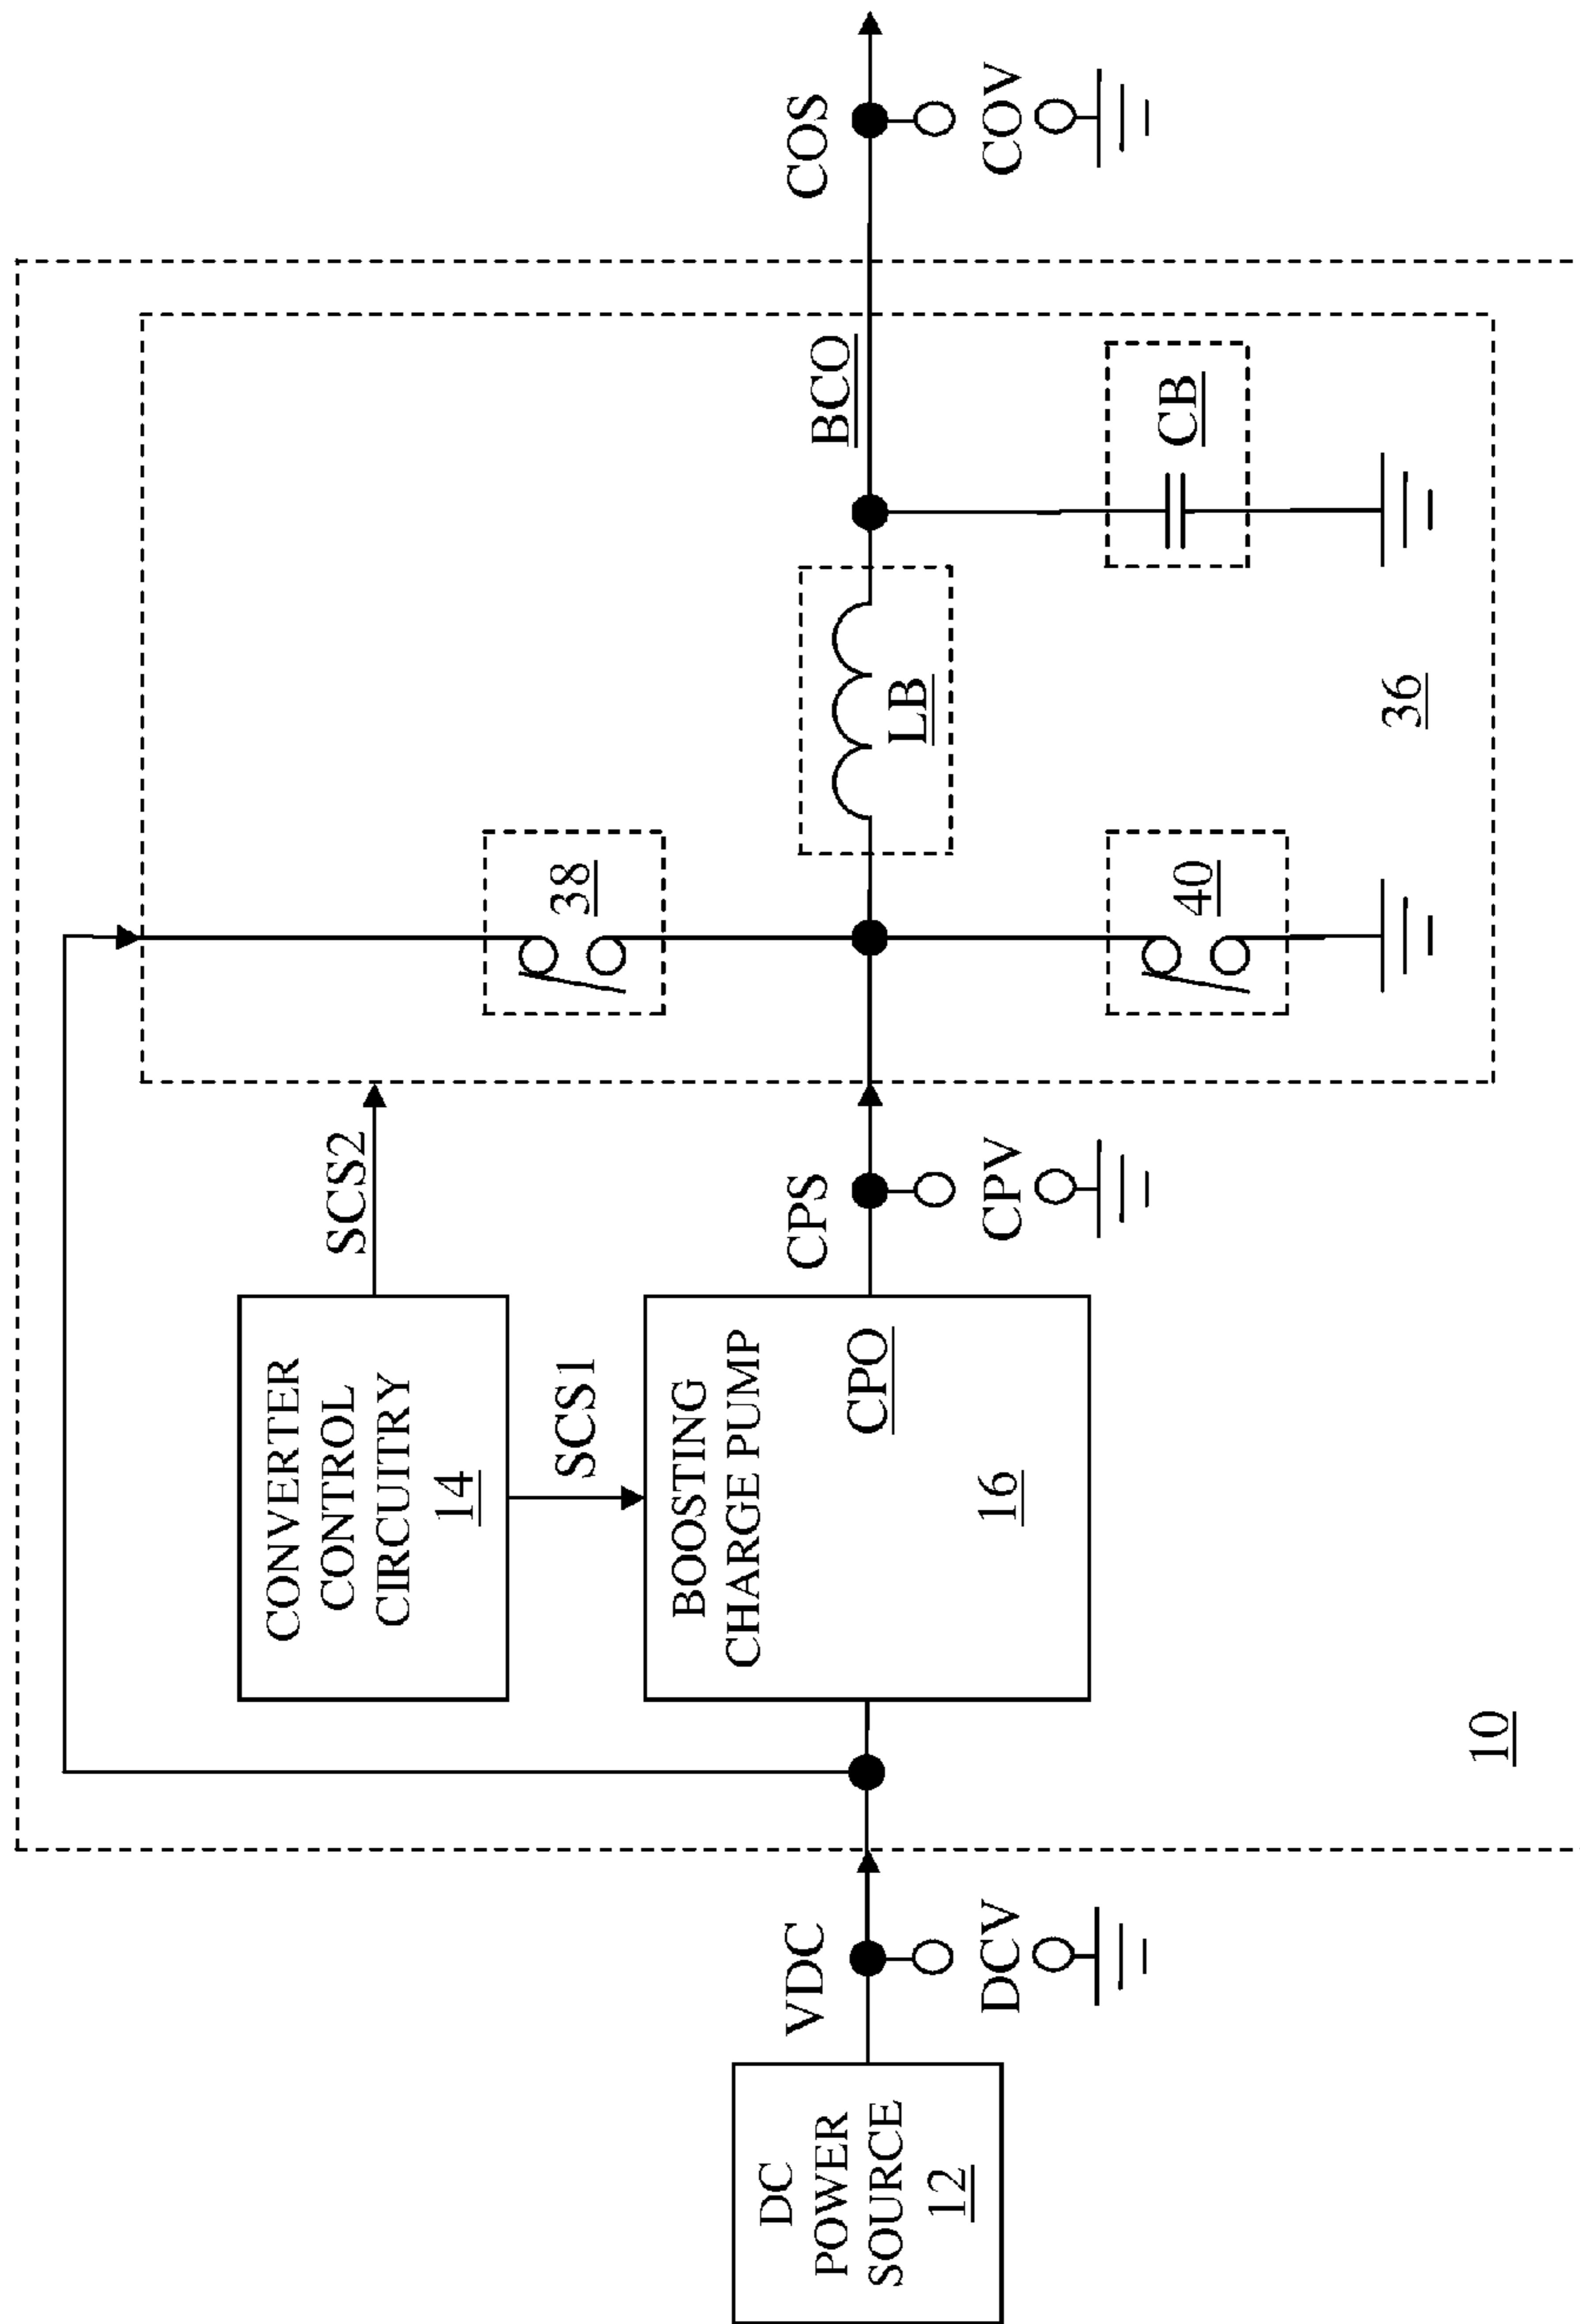 DC
POWER
SOURCE
12
VDC
DCV
CONVERTER
CONTROL
CIRCUITRY
14
SCS2
SCS1
BOOSTING
CHARGE PUMP
CPO
16
CPS
CPV
38
40
LB
BCO
CB
36
COS
COV
10